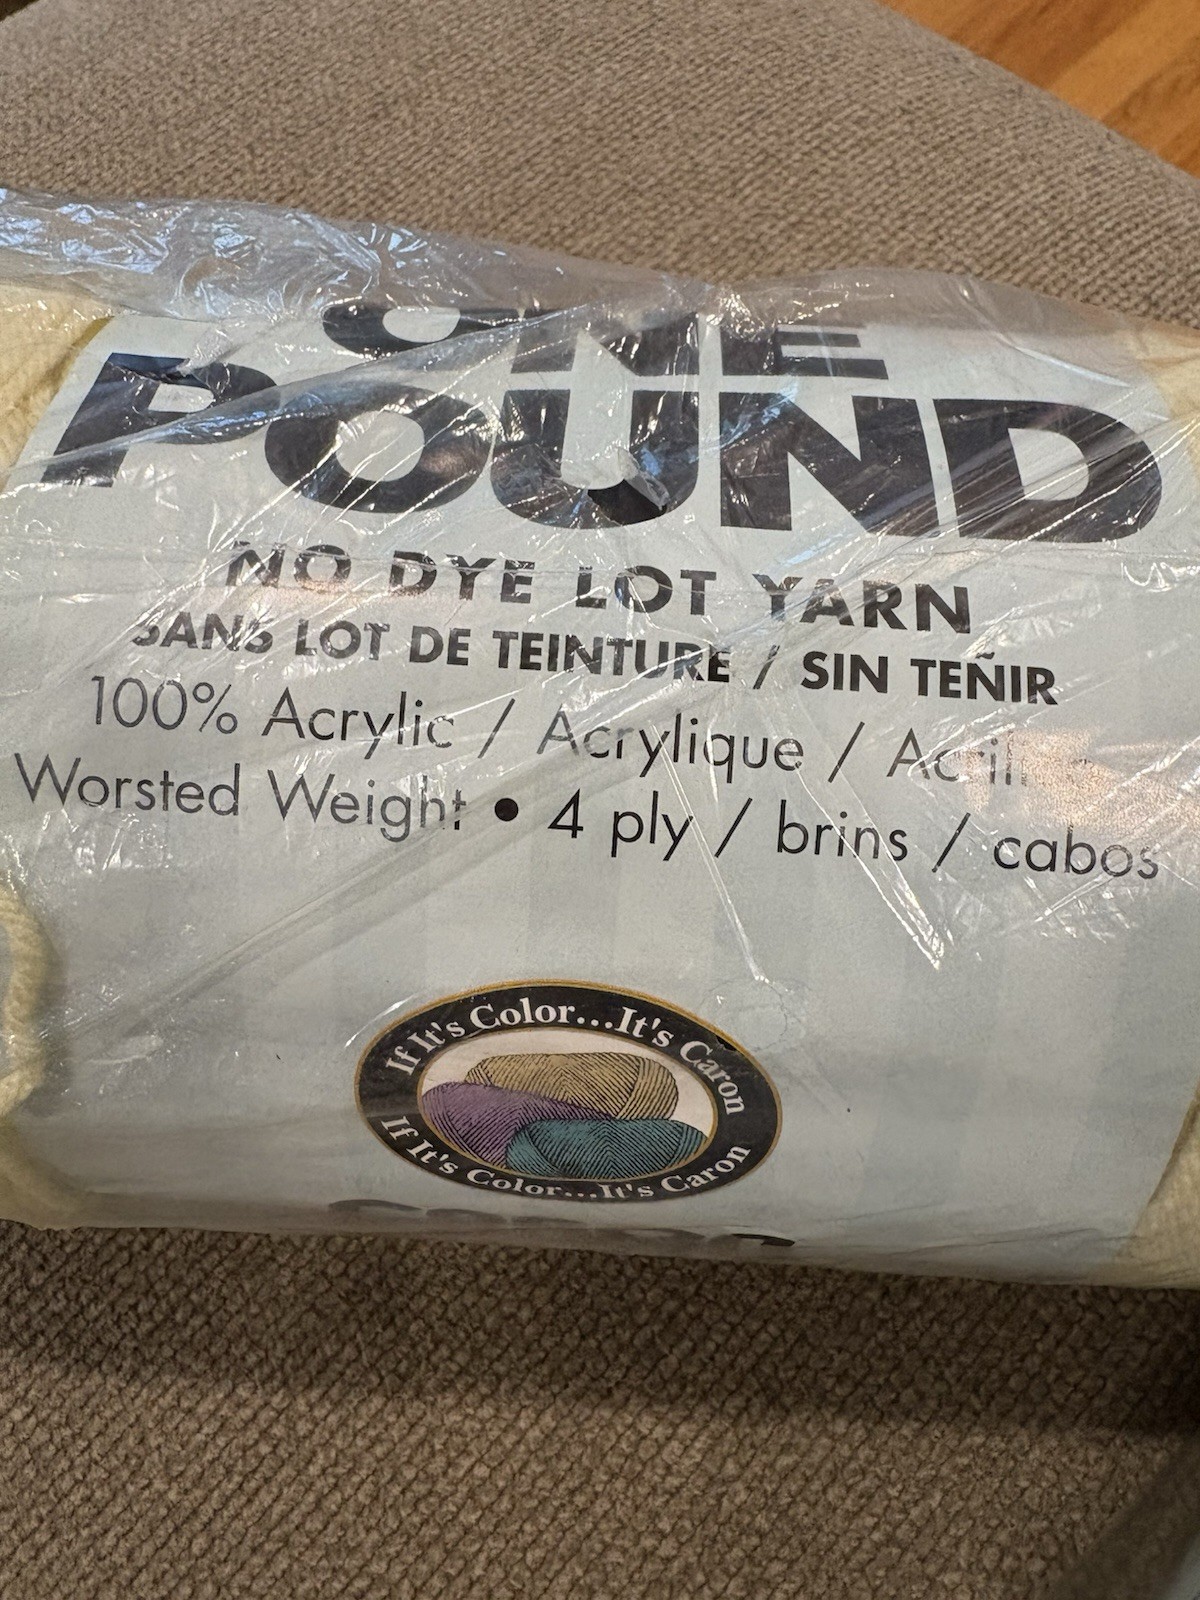 ONE
POUND
NO DYE LOT YARN
SANS LOT DE TEINTURE / SIN TEÑIR
100% Acrylic / Acrylique /
Worsted Weight • 4 ply / brins / cabos
If It's Color...It's Caron
If It's Color...It's Caron